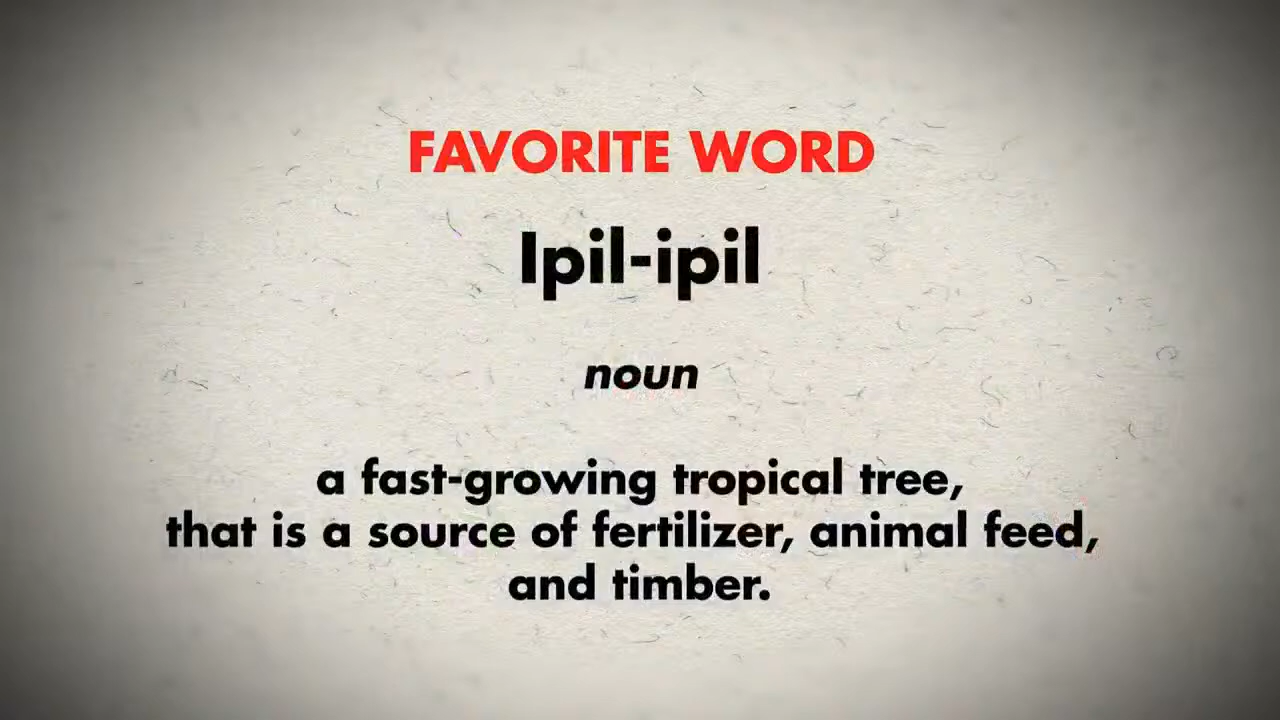 FAVORITE WORD
Ipil-ipil
noun
a fast-growing tropical tree,
that is a source of fertilizer, animal feed,
and timber.